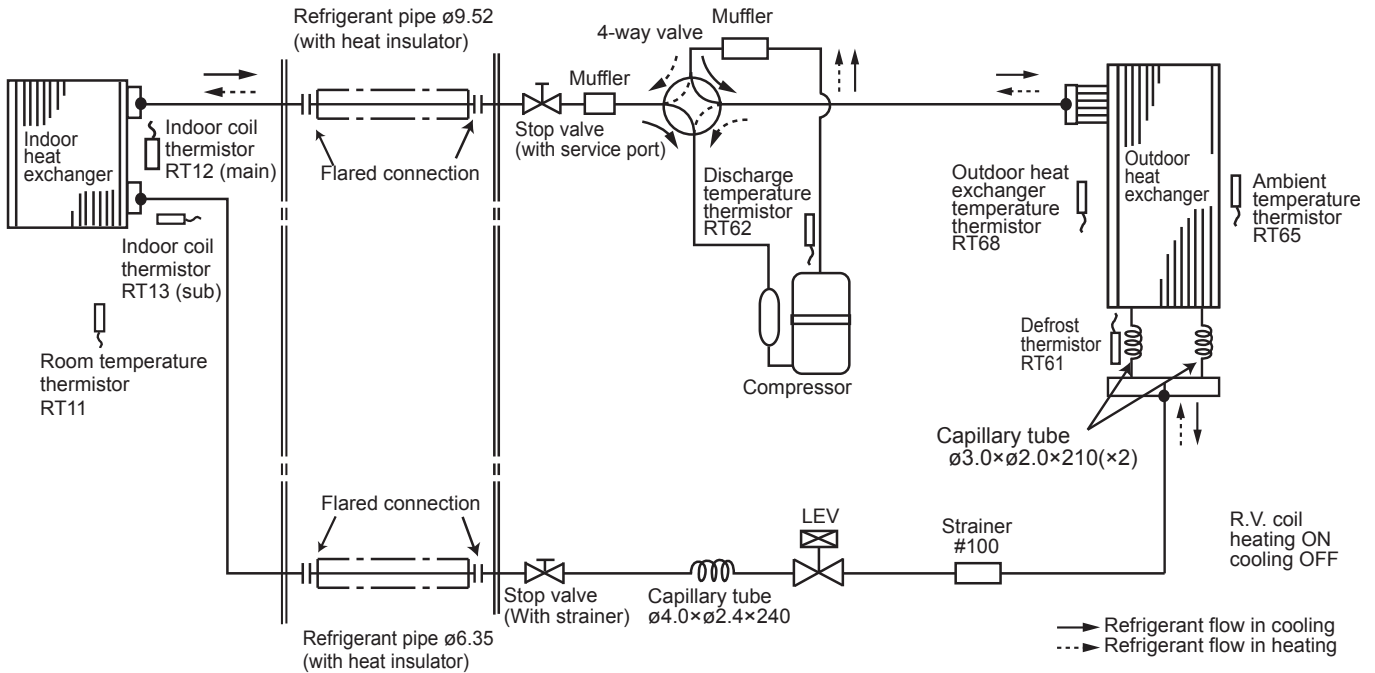 Refrigerant pipe ø9.52
(with heat insulator)
Muffler
4-way valve
Muffler
Stop valve
(with service port)
Indoor
heat
exchanger
Indoor coil
thermistor
RT12 (main)
Flared connection
Discharge
temperature
thermistor
RT62
Outdoor heat
exchanger
temperature
thermistor
RT68
Outdoor
heat
exchanger
Ambient
temperature
thermistor
RT65
Indoor coil
thermistor
RT13 (sub)
Room temperature
thermistor
RT11
Compressor
Defrost
thermistor
RT61
Capillary tube
ø3.0×ø2.0×210(×2)
Flared connection
LEV
Strainer
#100
R.V. coil
heating ON
cooling OFF
Stop valve
(With strainer)
Capillary tube
ø4.0×ø2.4×240
Refrigerant pipe ø6.35
(with heat insulator)
Refrigerant flow in cooling
Refrigerant flow in heating